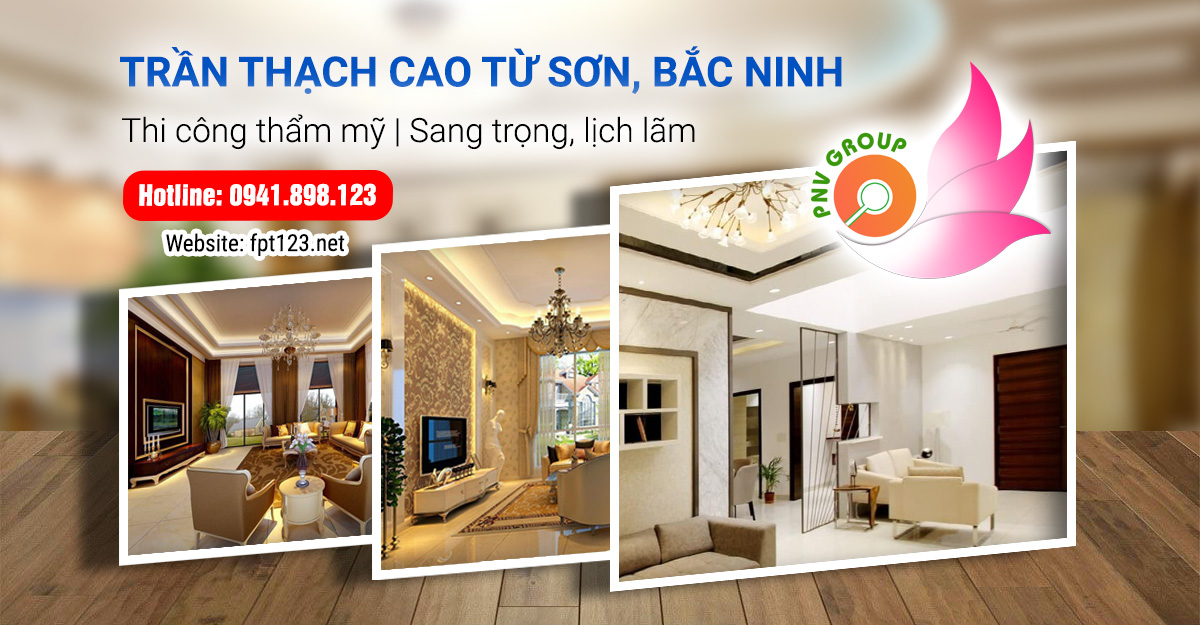 TRẦN THẠCH CAO TỪ SƠN, BẮC NINH
Thi công thẩm mỹ | Sang trọng, lịch lãm
Hotline: 0941.898.123
Website: fpt123.net
PNV GROUP